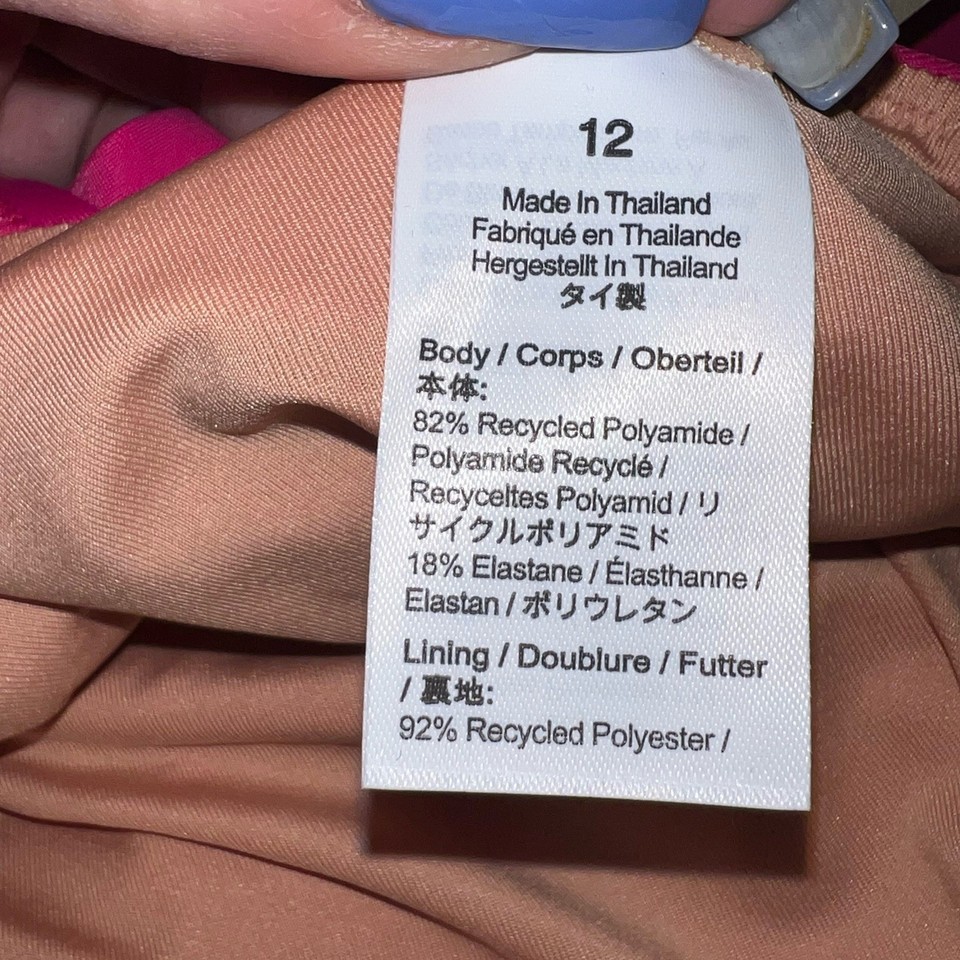 12
Made In Thailand
Fabriqué en Thailande
Hergestellt In Thailand
タイ製
Body / Corps / Oberteil /
本体:
82% Recycled Polyamide /
Polyamide Recyclé /
Recyceltes Polyamid / リ
サイクルポリアミド
18% Elastane / Élasthanne /
Elastan / ポリウレタン
Lining / Doublure / Futter
/ 裏地:
92% Recycled Polyester /